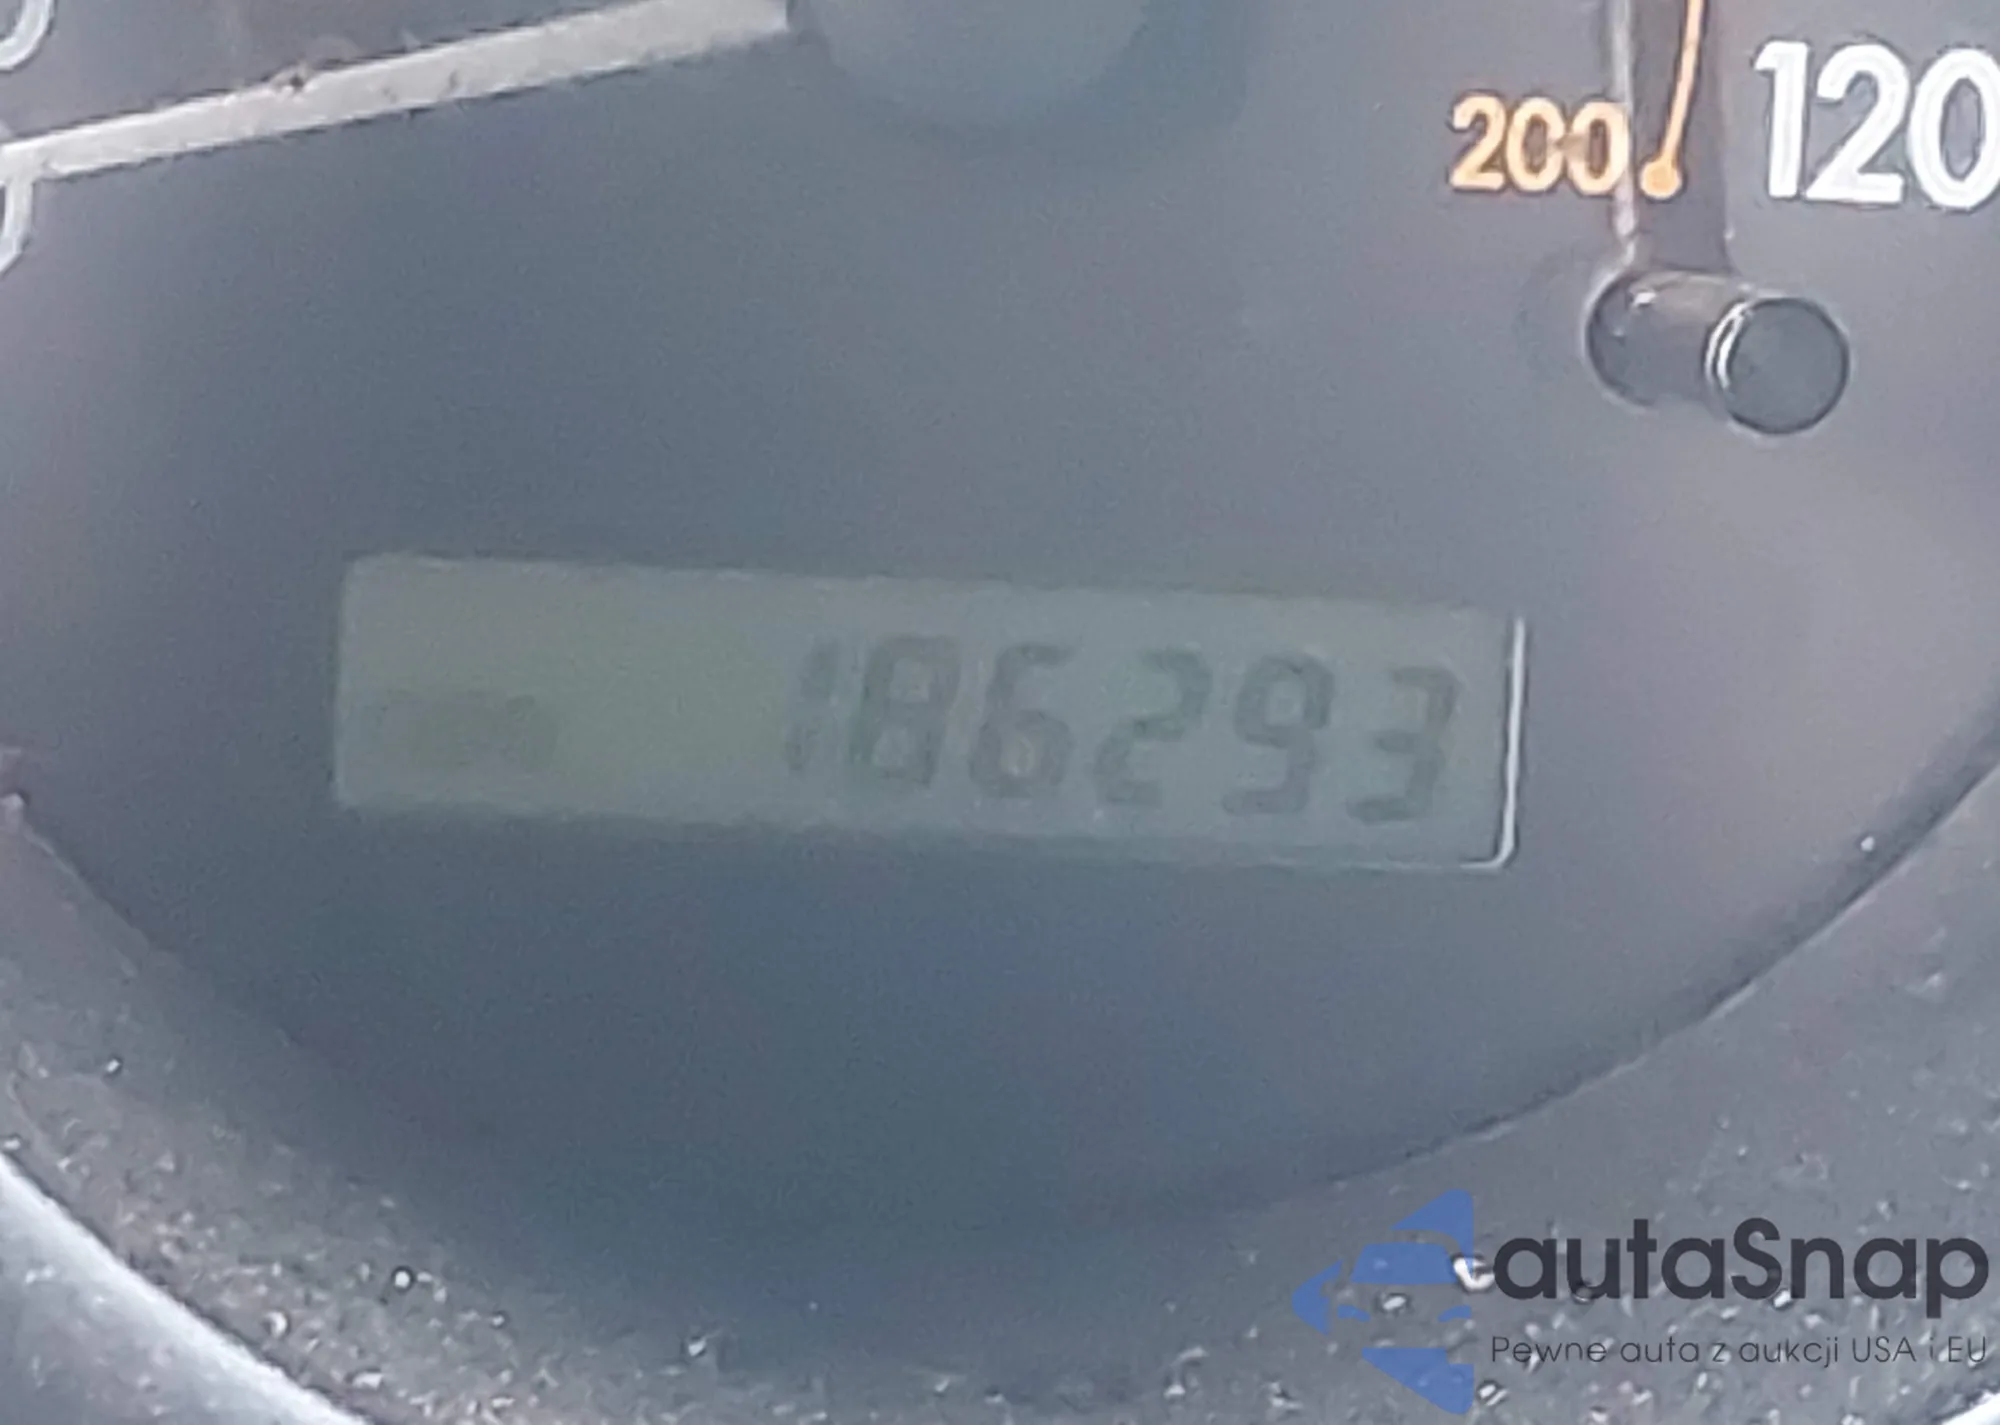 200 120
186293
autaSnap
Pewne auta z aukcji USA i EU